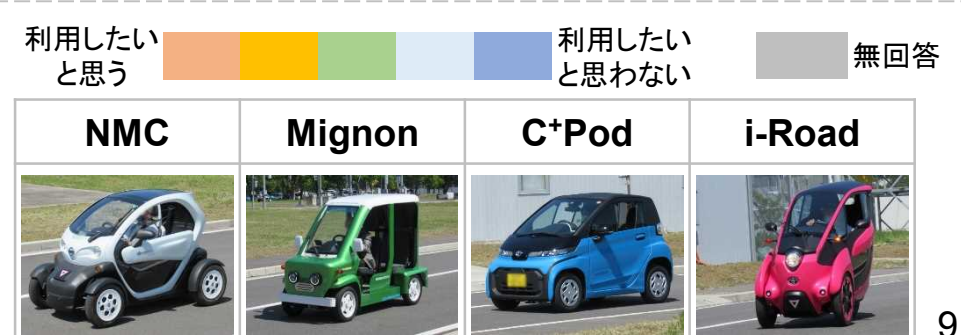 利用したい
と思う
利用したい
と思わない
無回答
NMC
Mignon
C⁺Pod
i-Road
9